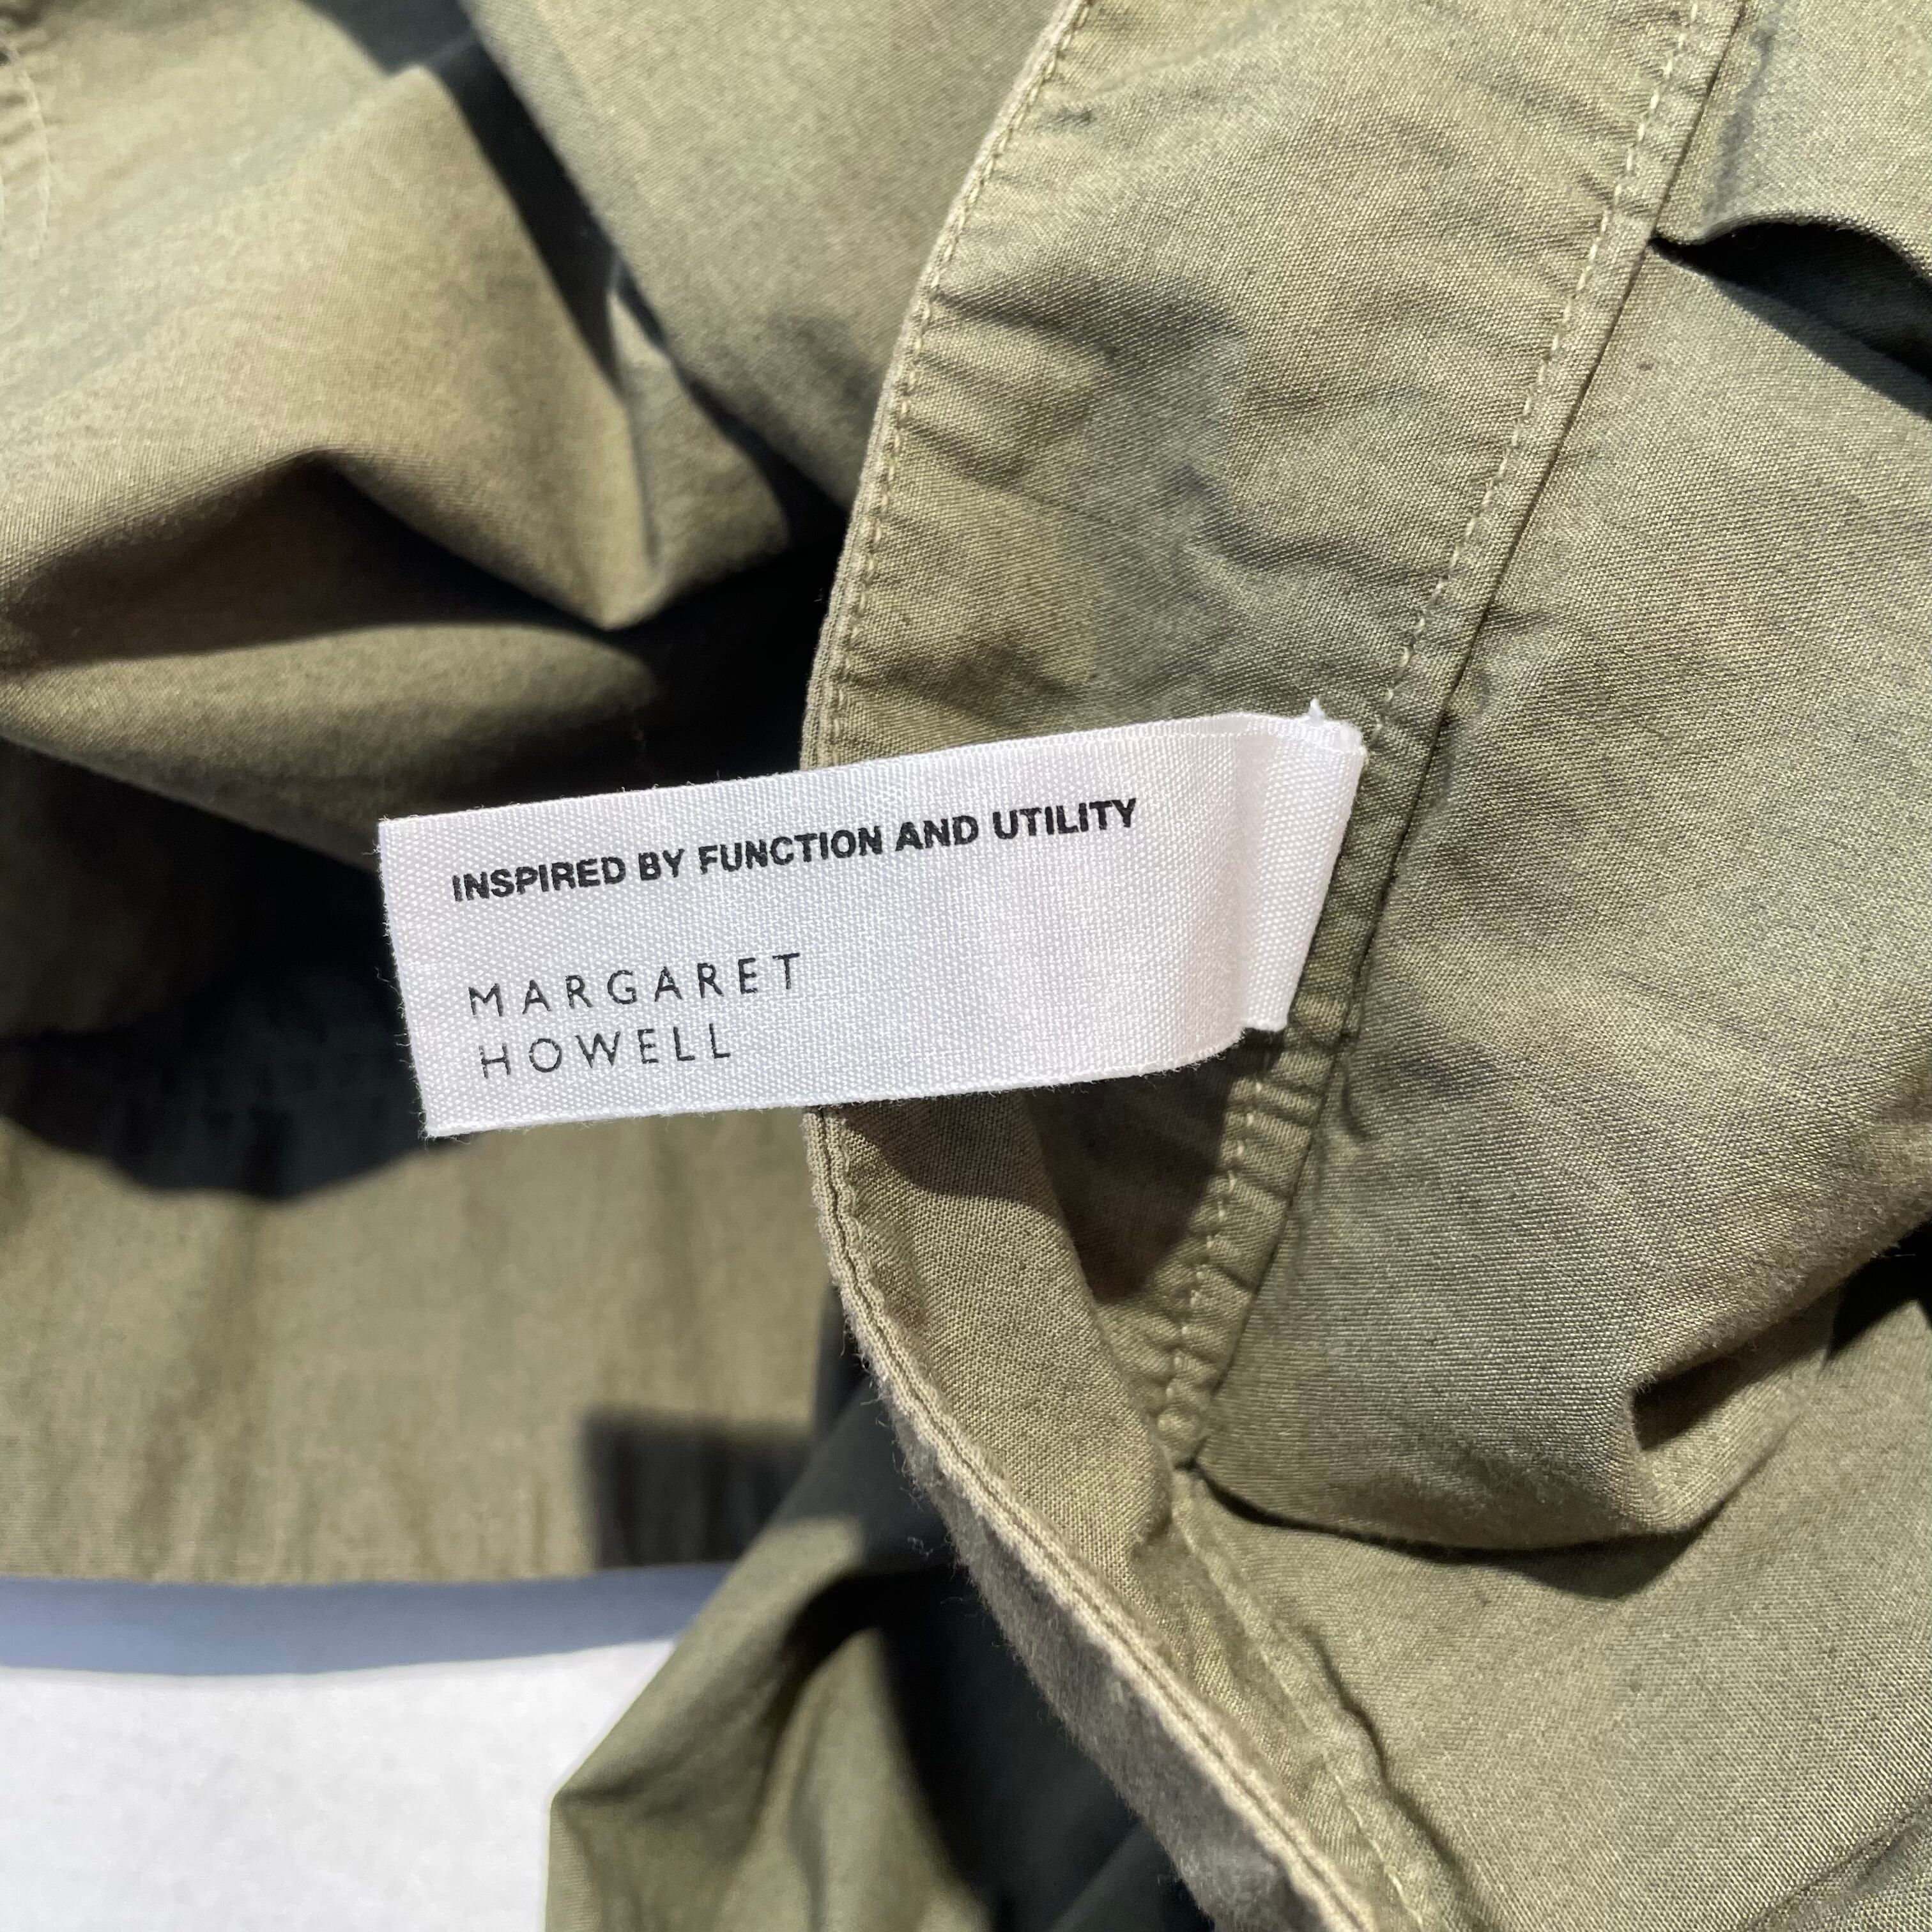 INSPIRED BY FUNCTION AND UTILITY
MARGARET
HOWELL